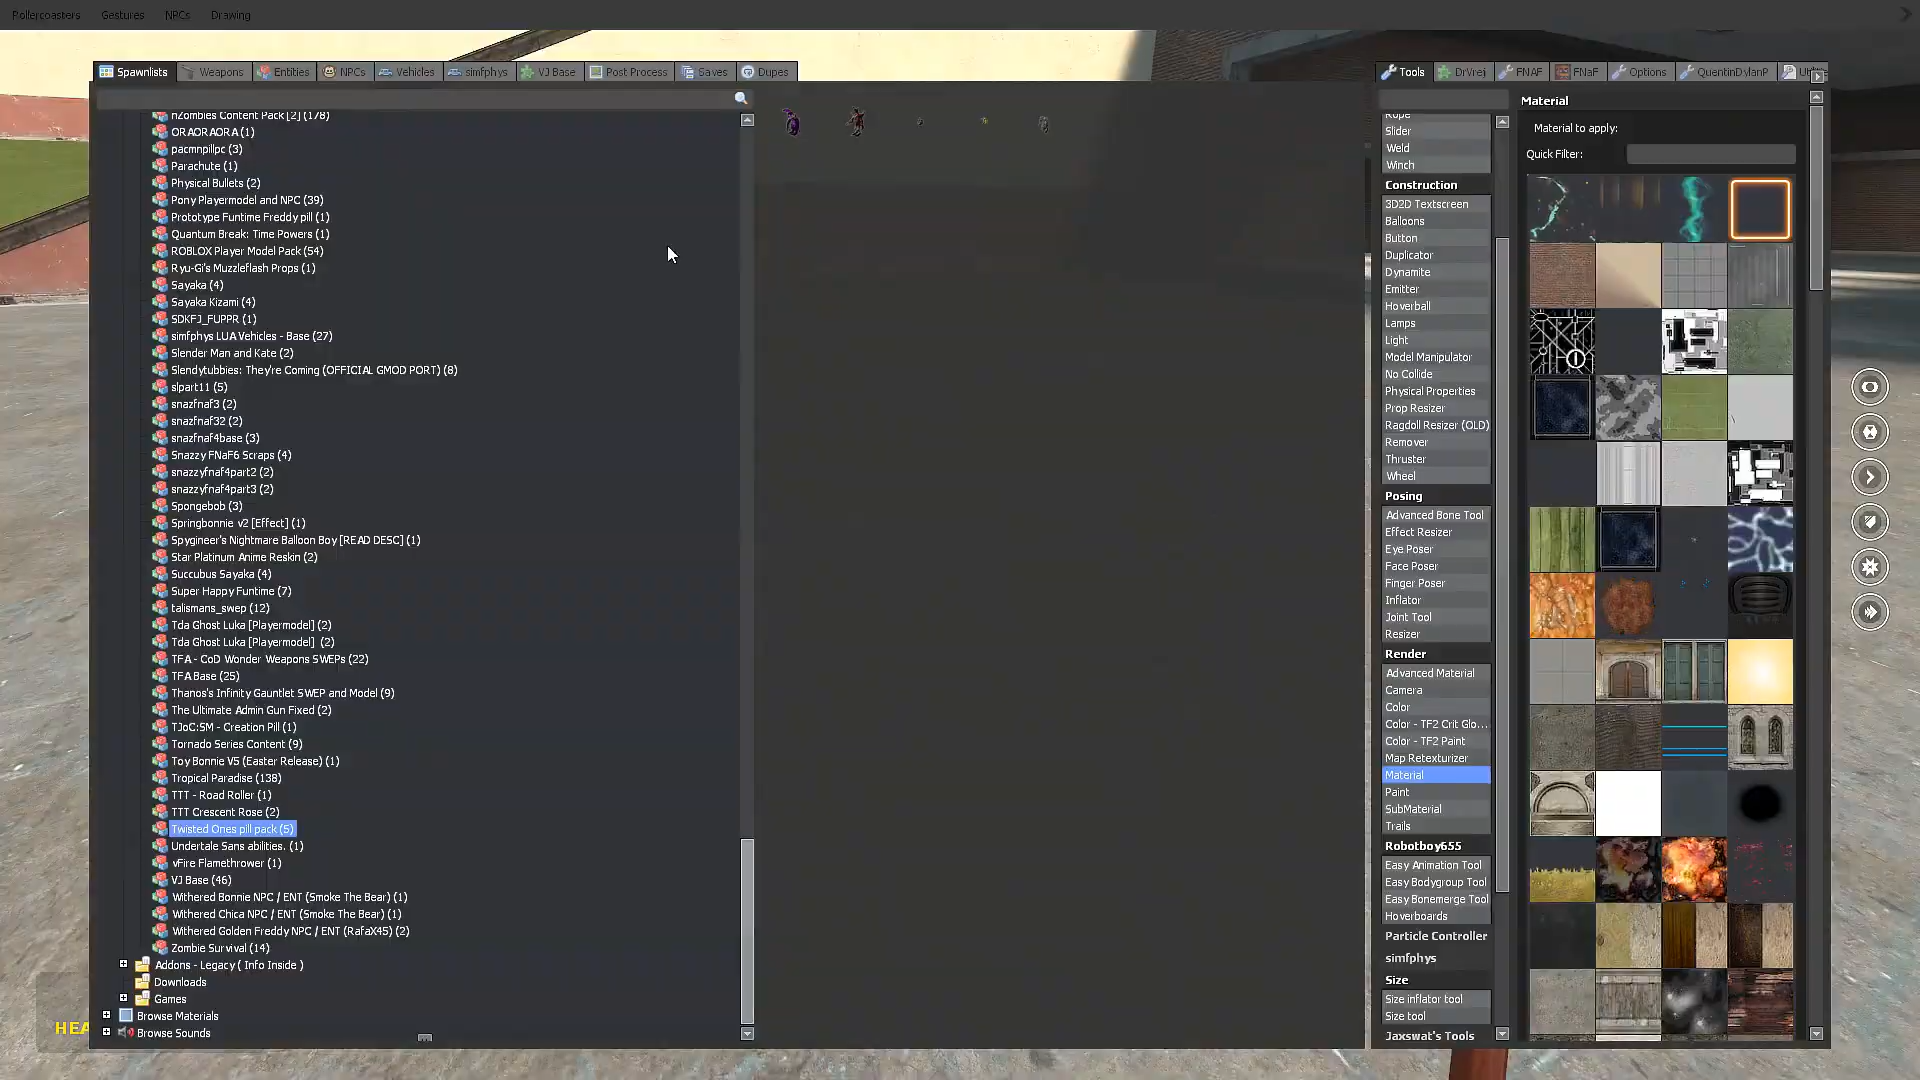 Rollercoasters Gestures NPCs Drawing
Spawnlists Weapons Entities NPCs Vehicles simfphys VJ Base Post Process Saves Dupes
nZombies Content Pack [2] (178)
ORAORAORA (1)
pacmnpillpc (3)
Parachute (1)
Physical Bullets (2)
Pony Playermodel and NPC (39)
Prototype Funtime Freddy pill (1)
Quantum Break: Time Powers (1)
ROBLOX Player Model Pack (54)
Ryu-Gi's Muzzleflash Props (1)
Sayaka (4)
Sayaka Kizami (4)
SDKFJ_FUPPR (1)
simfphys LUA Vehicles - Base (27)
Slender Man and Kate (2)
Slendytubbies: They're Coming (OFFICIAL GMOD PORT) (8)
slpart11 (5)
snazfnaf3 (2)
snazfnaf32 (2)
snazfnaf4base (3)
Snazzy FNaF6 Scraps (4)
snazzyfnaf4part2 (2)
snazzyfnaf4part3 (2)
Spongebob (3)
Springbonnie v2 [Effect] (1)
Spygineer's Nightmare Balloon Boy [READ DESC] (1)
Star Platinum Anime Reskin (2)
Succubus Sayaka (4)
Super Happy Funtime (7)
talismans_swep (12)
Tda Ghost Luka [Playermodel] (2)
Tda Ghost Luka [Playermodel] (2)
TFA - CoD Wonder Weapons SWEPs (22)
TFA Base (25)
Thanos's Infinity Gauntlet SWEP and Model (9)
The Ultimate Admin Gun Fixed (2)
TJoC:SM - Creation Pill (1)
Tornado Series Content (9)
Toy Bonnie V5 (Easter Release) (1)
Tropical Paradise (138)
TTT - Road Roller (1)
TTT Crescent Rose (2)
Twisted Ones pill pack (5)
Undertale Sans abilities. (1)
vFire Flamethrower (1)
VJ Base (46)
Withered Bonnie NPC / ENT (Smoke The Bear) (1)
Withered Chica NPC / ENT (Smoke The Bear) (1)
Withered Golden Freddy NPC / ENT (RafaX45) (2)
Zombie Survival (14)
Addons - Legacy ( Info Inside )
Downloads
Games
Browse Materials
Browse Sounds
HEA
Tools DrVrej FNAF FNaF Options QuentinDylanP
Rope
Slider
Weld
Winch
Construction
3D2D Textscreen
Balloons
Button
Duplicator
Dynamite
Emitter
Hoverball
Lamps
Light
Model Manipulator
No Collide
Physical Properties
Prop Resizer
Ragdoll Resizer (OLD)
Remover
Thruster
Wheel
Posing
Advanced Bone Tool
Effect Resizer
Eye Poser
Face Poser
Finger Poser
Inflator
Joint Tool
Resizer
Render
Advanced Material
Camera
Color
Color - TF2 Crit Glo...
Color - TF2 Paint
Map Retexturizer
Material
Paint
SubMaterial
Trails
Robotboy655
Easy Animation Tool
Easy Bodygroup Tool
Easy Bonemerge Tool
Hoverboards
Particle Controller
simfphys
Size
Size inflator tool
Size tool
Jaxswat's Tools
Material
Material to apply:
Quick Filter: